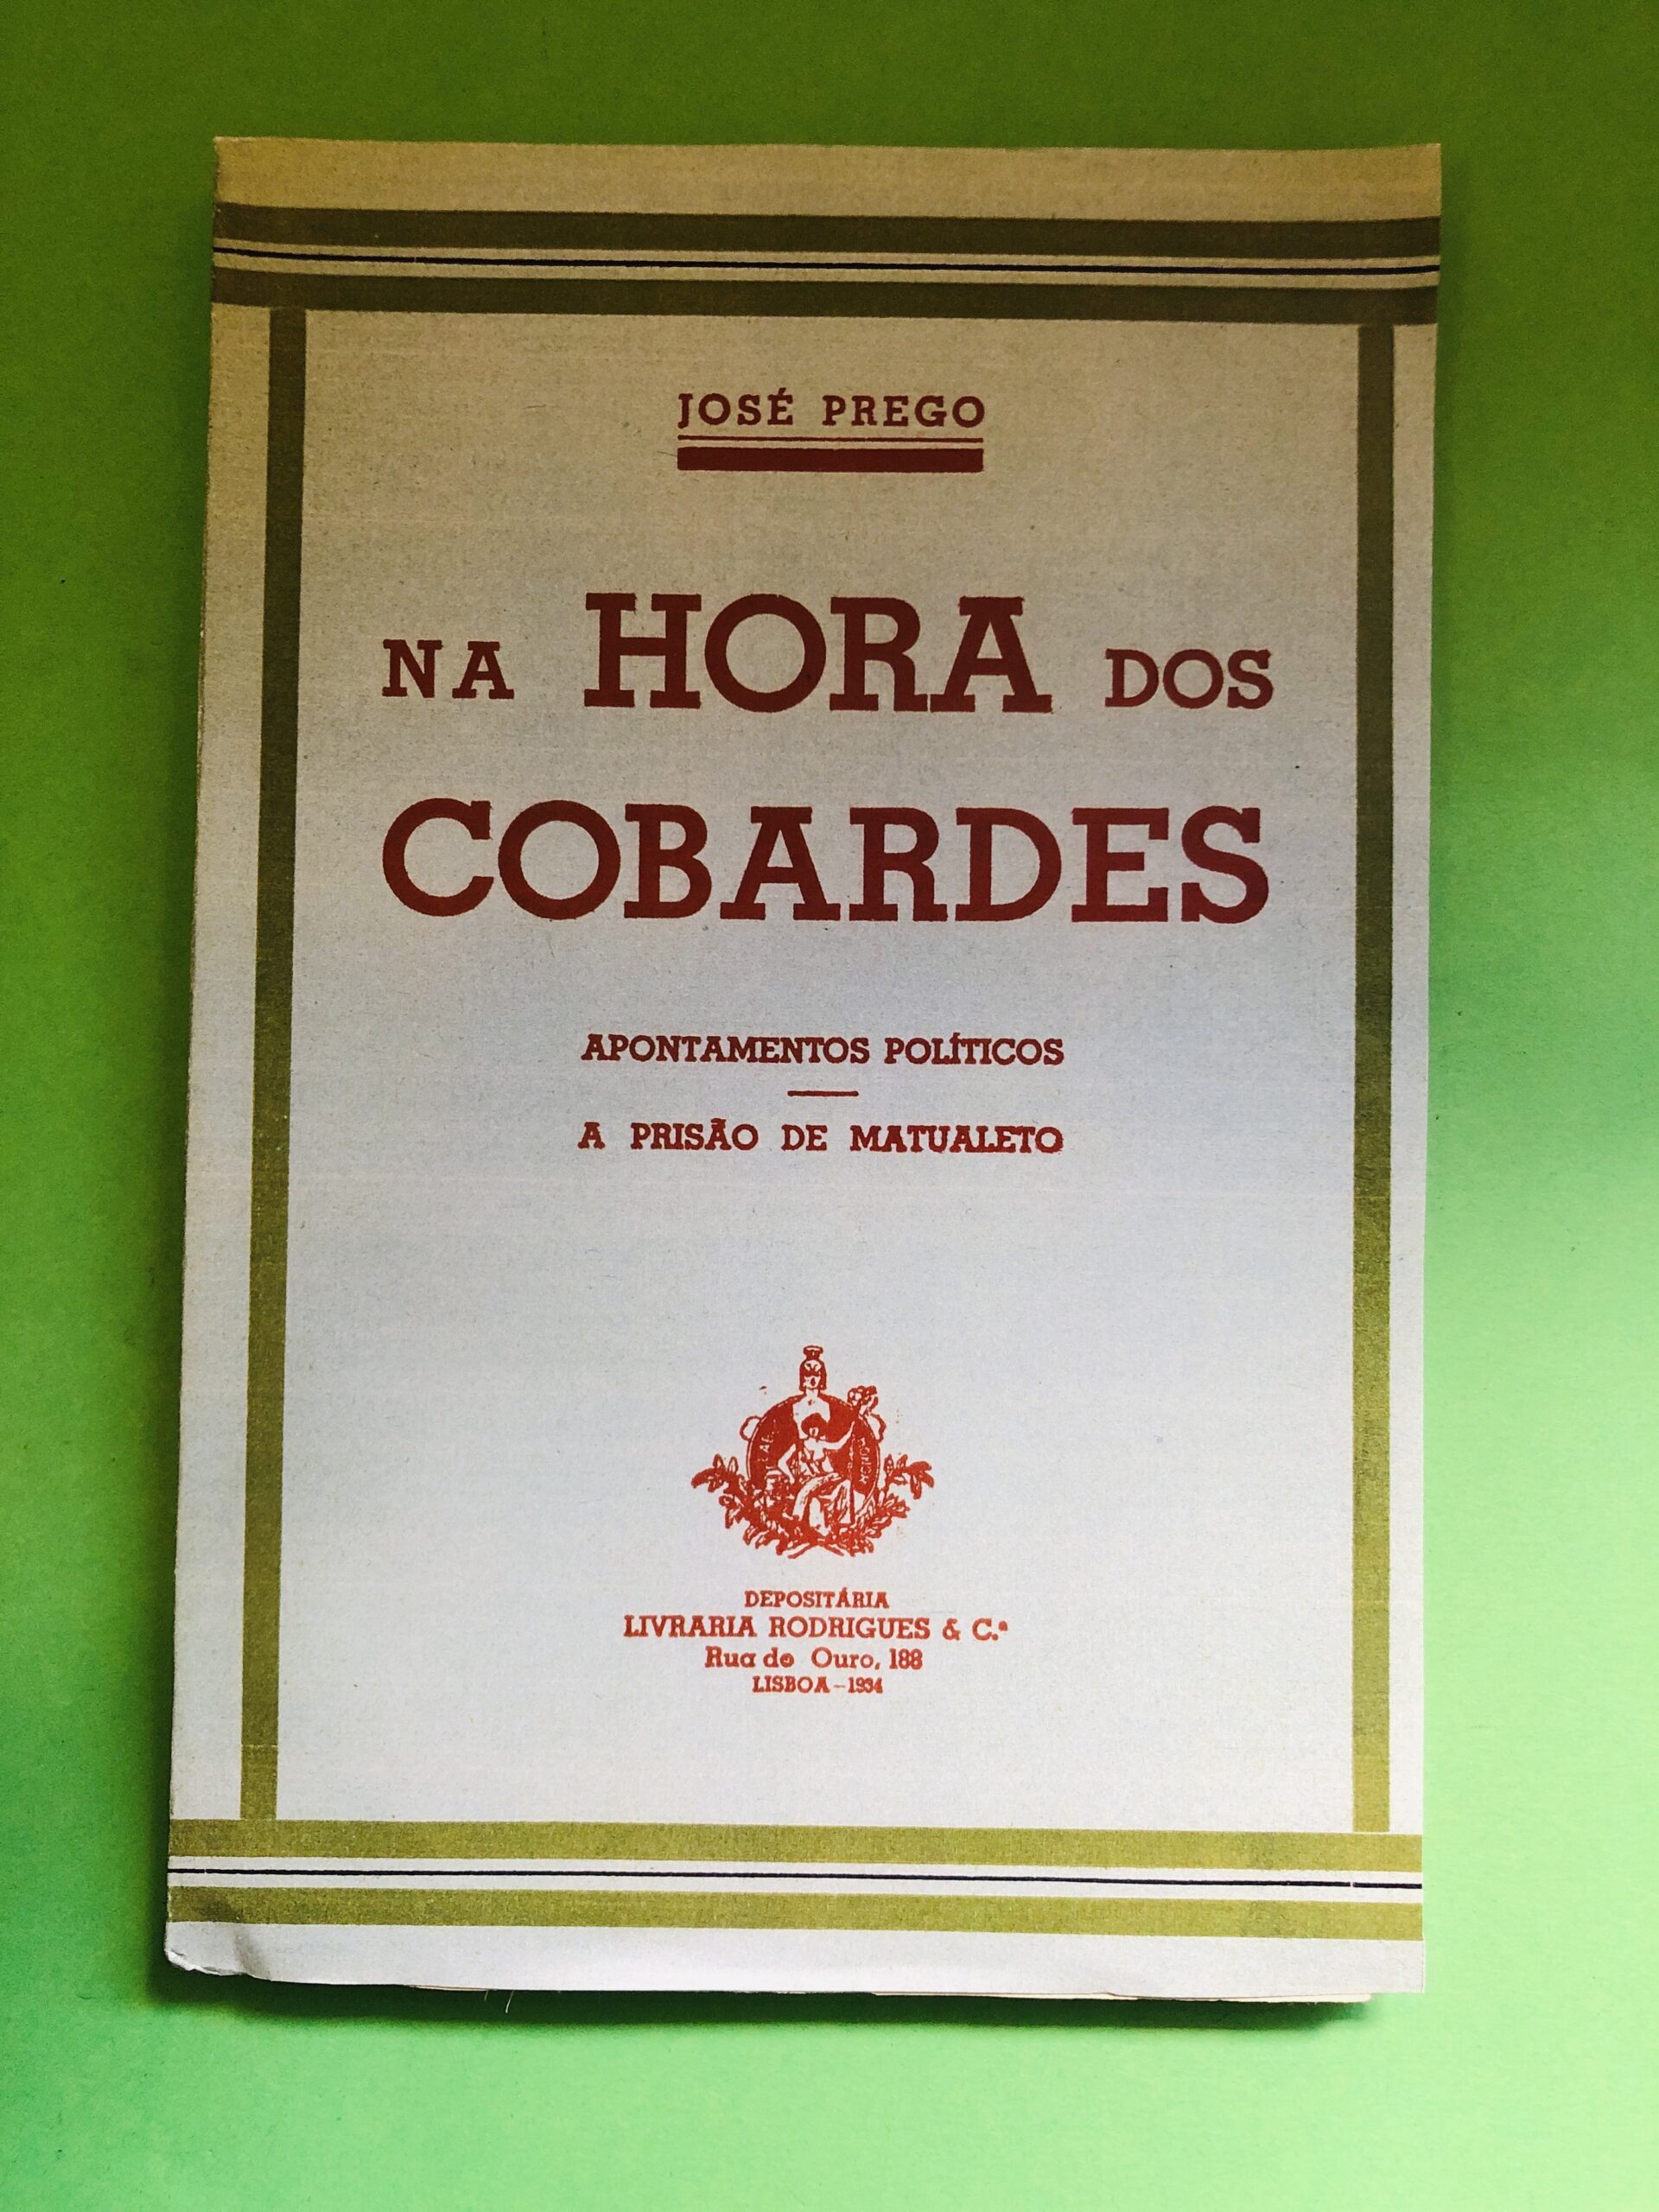 JOSÉ PREGO
NA HORA DOS
COBARDES
APONTAMENTOS POLÍTICOS
A PRISÃO DE MATUALETO
DEPOSITÁRIA
LIVRARIA RODRIGUES & C.ª
Rua do Ouro, 188
LISBOA - 1934